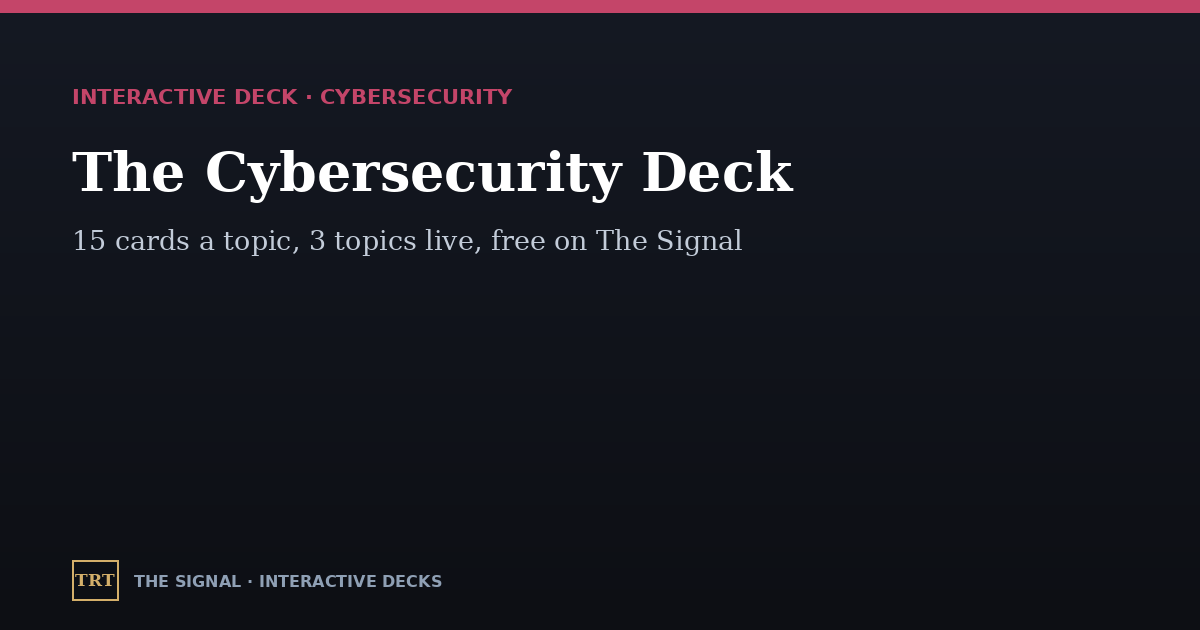 INTERACTIVE DECK · CYBERSECURITY
The Cybersecurity Deck
15 cards a topic, 3 topics live, free on The Signal
TRT
THE SIGNAL · INTERACTIVE DECKS